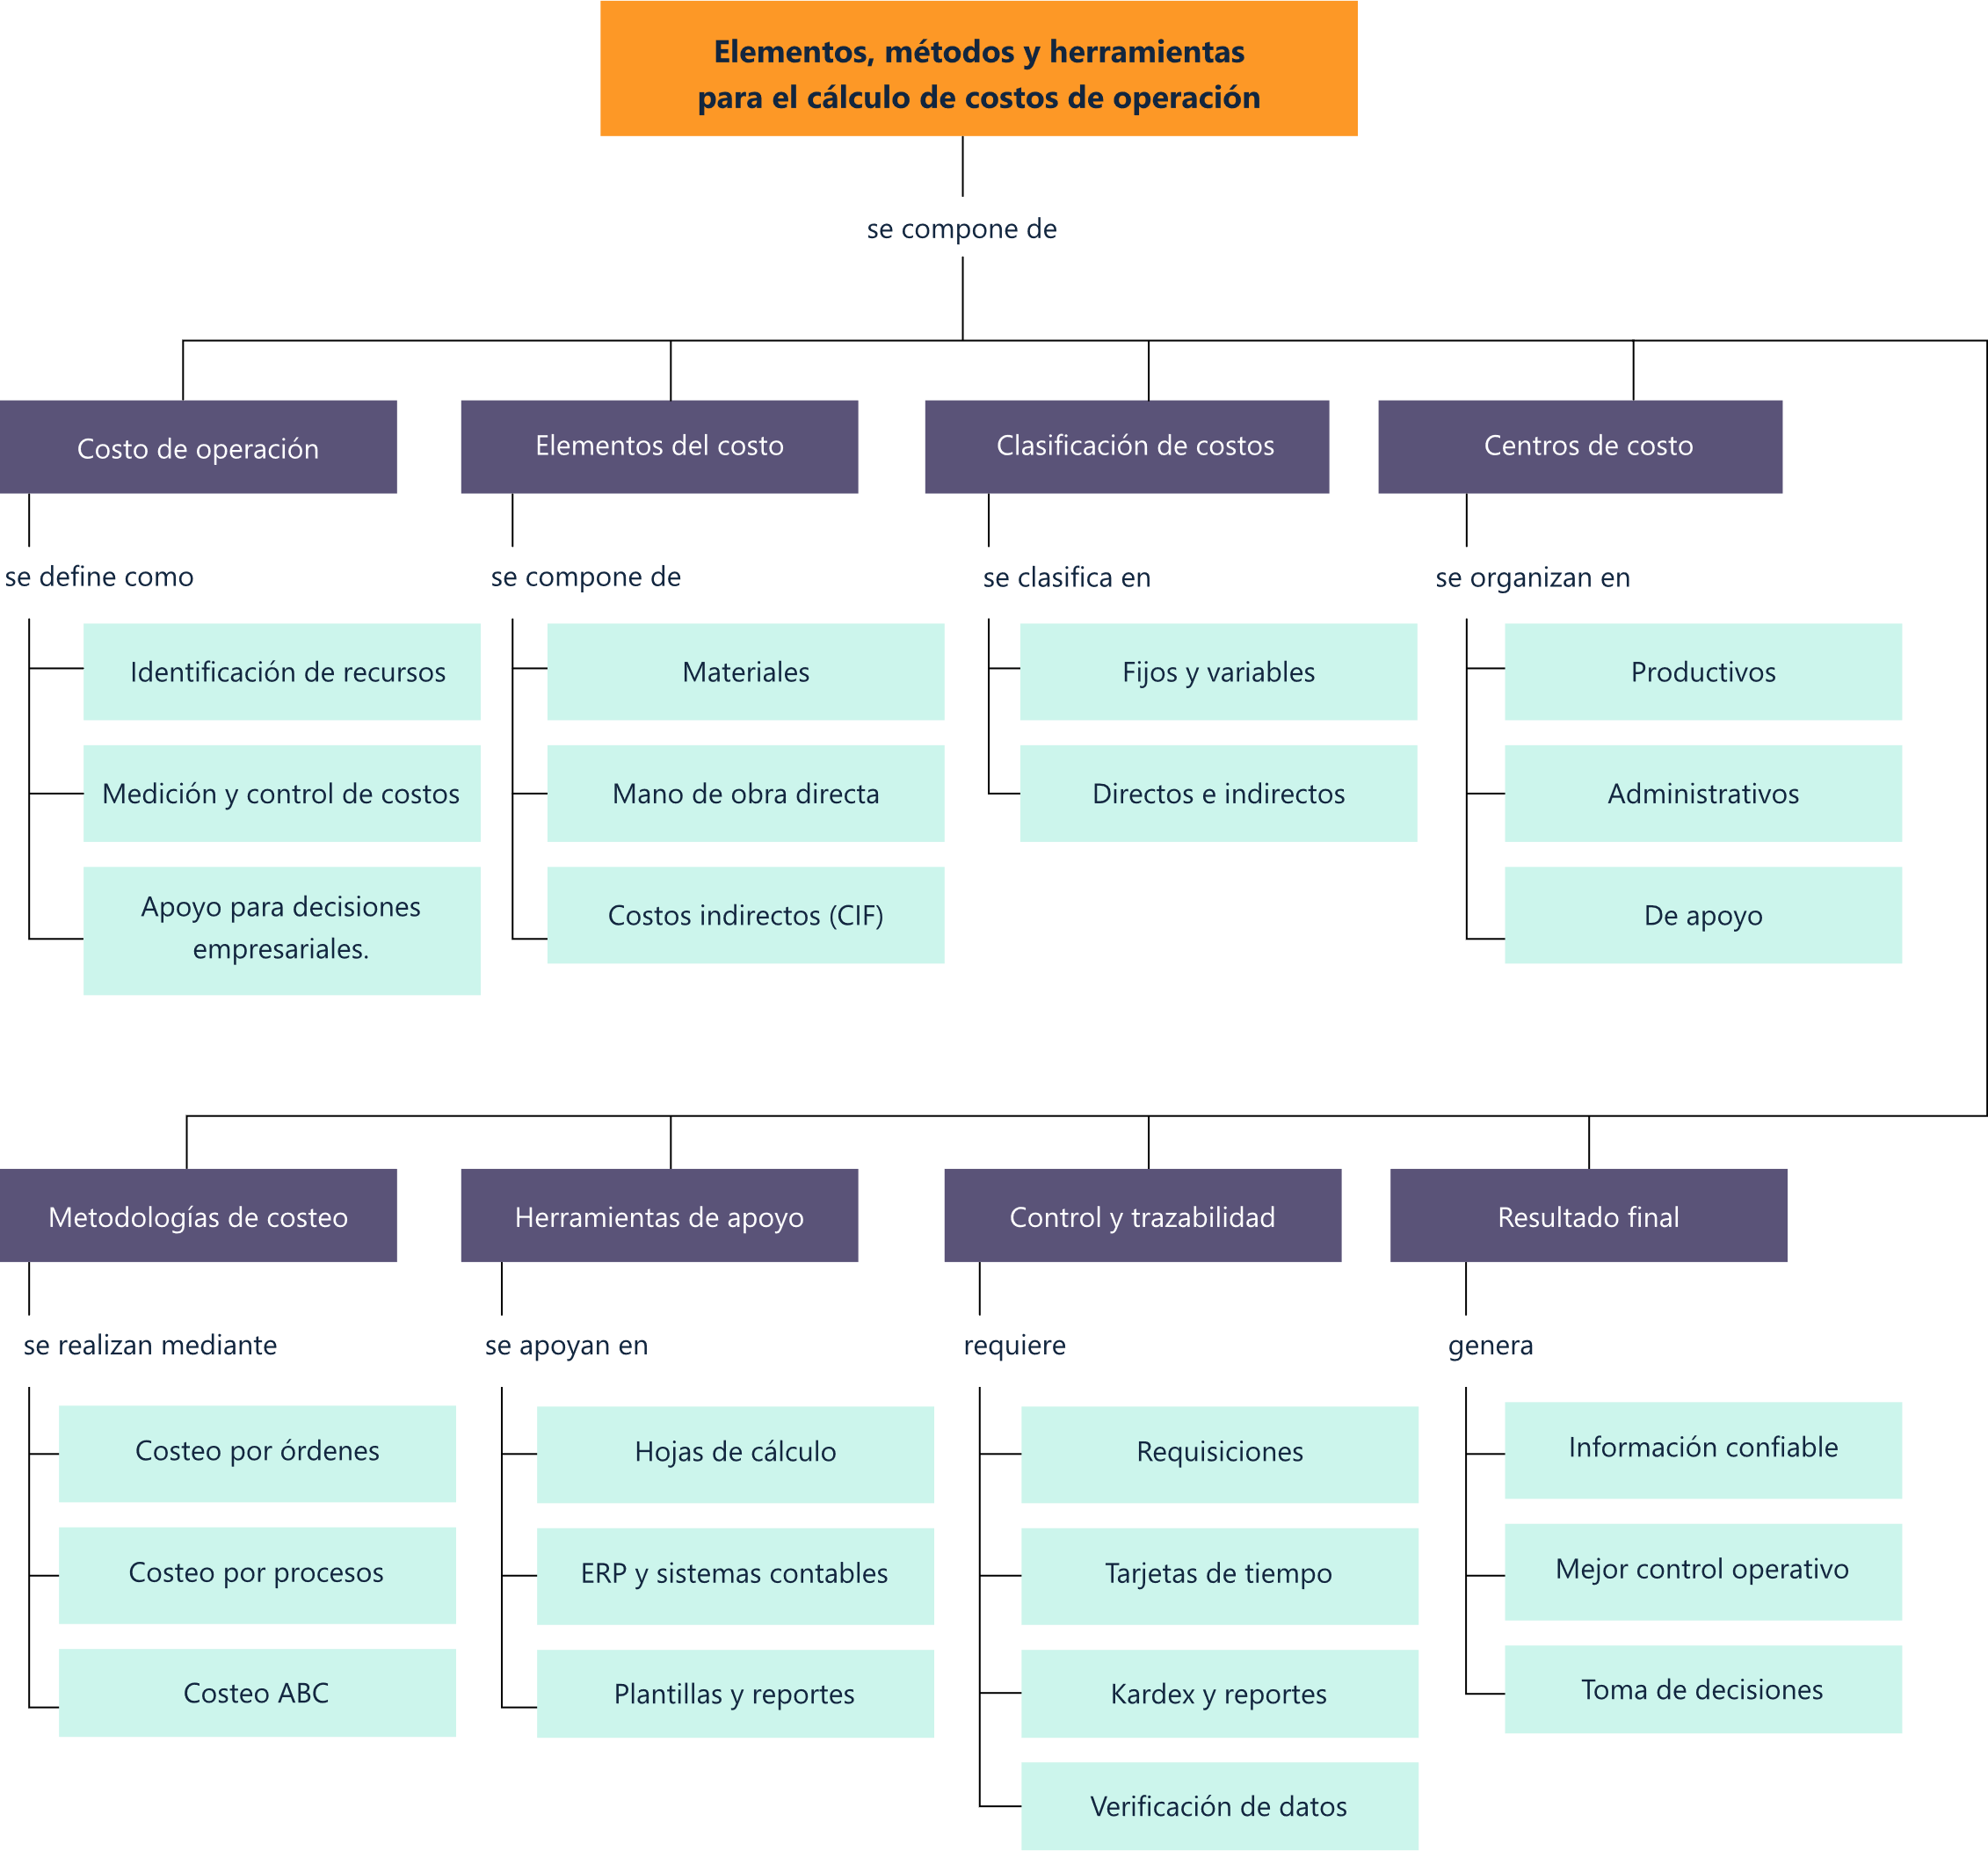 Elementos, métodos y herramientas
para el cálculo de costos de operación
se compone de
Costo de operación
Elementos del costo
Clasificación de costos
Centros de costo
se define como
se compone de
se clasifica en
se organizan en
Identificación de recursos
Materiales
Fijos y variables
Productivos
Medición y control de costos
Mano de obra directa
Directos e indirectos
Administrativos
Apoyo para decisiones
empresariales.
Costos indirectos (CIF)
De apoyo
Metodologías de costeo
Herramientas de apoyo
Control y trazabilidad
Resultado final
se realizan mediante
se apoyan en
requiere
genera
Costeo por órdenes
Hojas de cálculo
Requisiciones
Información confiable
Costeo por procesos
ERP y sistemas contables
Tarjetas de tiempo
Mejor control operativo
Costeo ABC
Plantillas y reportes
Kardex y reportes
Toma de decisiones
Verificación de datos